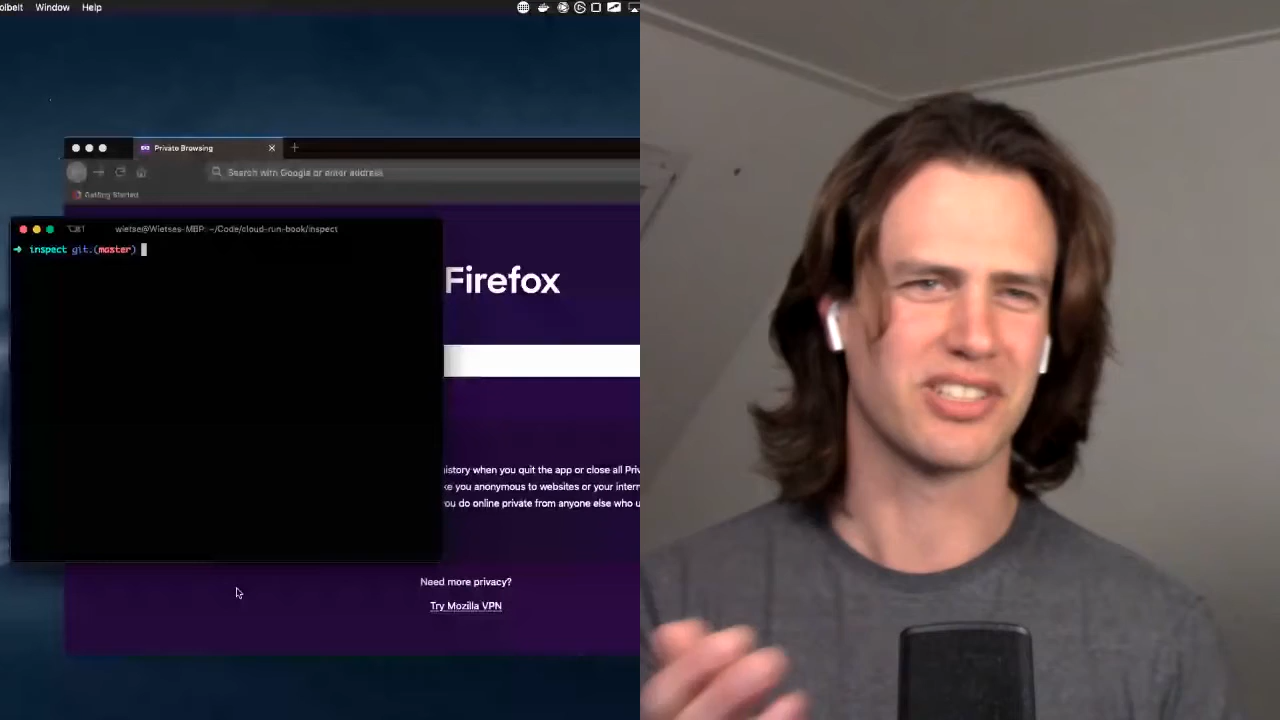 olbelt Window Help
Private Browsing
Search with Google or enter address
Getting Started
wietse@Wietses-MBP:~/Code/cloud-run-book/inspect
➜ inspect git:(master)
Firefox
istory when you quit the app or close all Priv
ke you anonymous to websites or your intern
you do online private from anyone else who u
Need more privacy?
Try Mozilla VPN